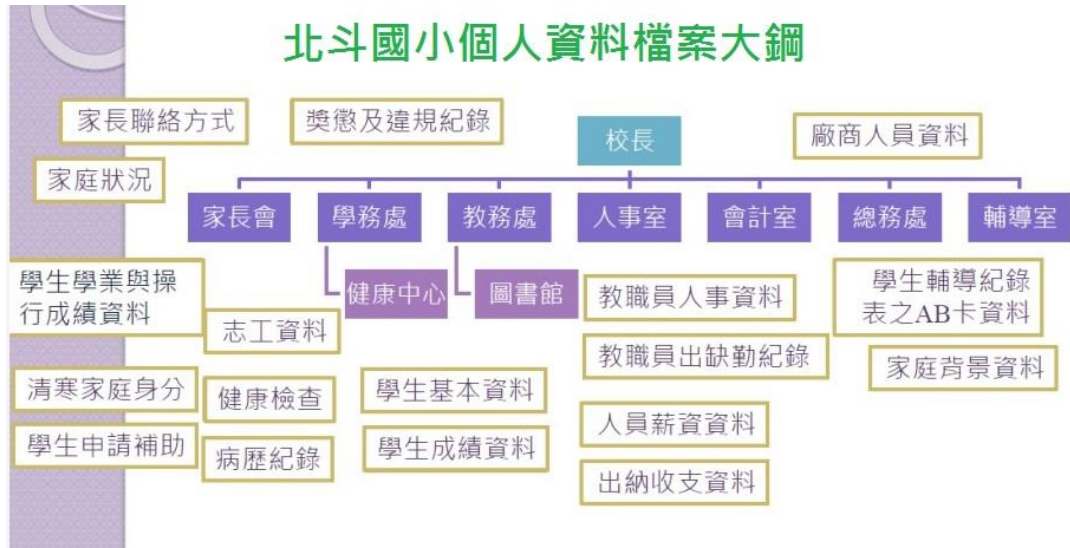 北斗國小個人資料檔案大鋼
家長聯絡方式
獎懲及違規紀錄
校長
廠商人員資料
家庭狀況
家長會
學務處
教務處
人事室
會計室
總務處
輔導室
健康中心
圖書館
學生學業與操
行成績資料
志工資料
教職員人事資料
學生輔導紀錄
表之AB卡資料
教職員出缺勤紀錄
家庭背景資料
清寒家庭身分
健康檢查
學生基本資料
人員薪資資料
學生申請補助
病歷紀錄
學生成績資料
出納收支資料